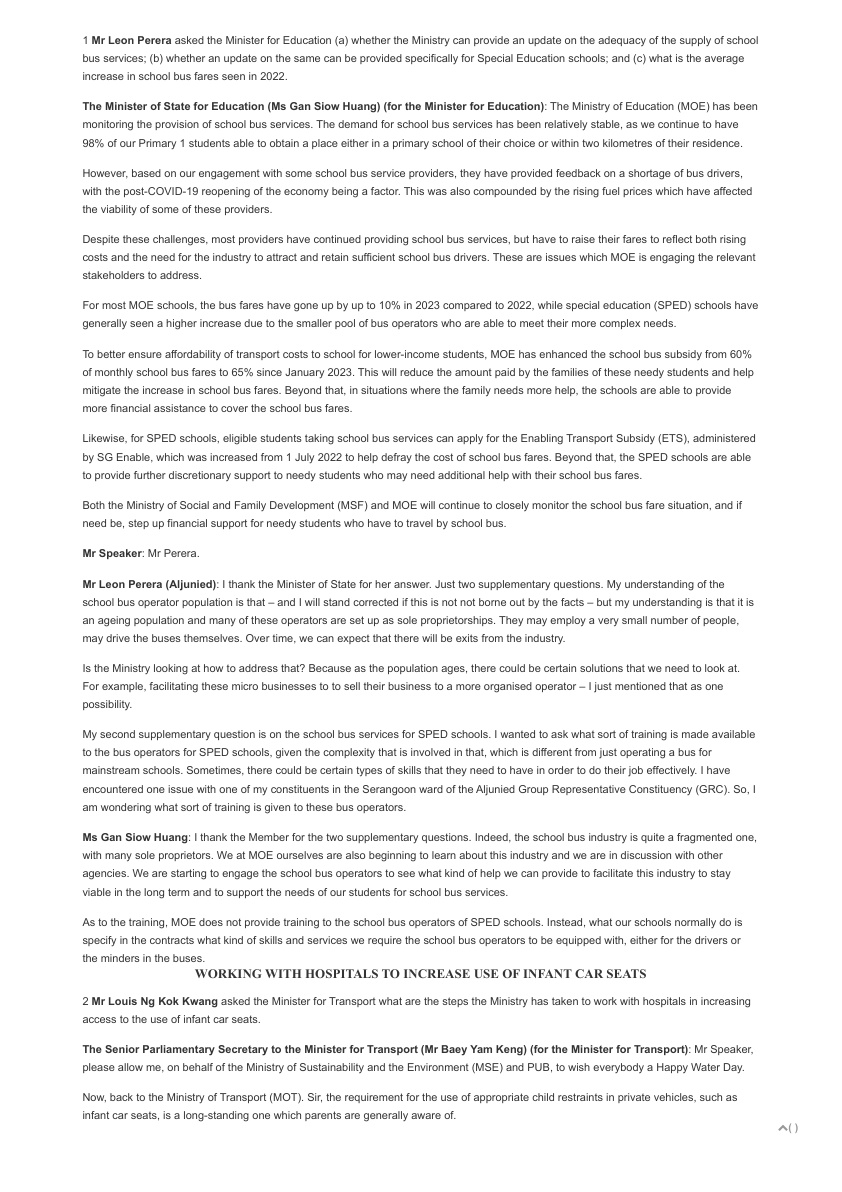 1 Mr Leon Perera asked the Minister for Education (a) whether the Ministry can provide an update on the adequacy of the supply of school
bus services; (b) whether an update on the same can be provided specifically for Special Education schools; and (c) what is the average
increase in school bus fares seen in 2022.
The Minister of State for Education (Ms Gan Siow Huang) (for the Minister for Education): The Ministry of Education (MOE) has been
monitoring the provision of school bus services. The demand for school bus services has been relatively stable, as we continue to have
98% of our Primary 1 students able to obtain a place either in a primary school of their choice or within two kilometres of their residence.
However, based on our engagement with some school bus service providers, they have provided feedback on a shortage of bus drivers,
with the post-COVID-19 reopening of the economy being a factor. This was also compounded by the rising fuel prices which have affected
the viability of some of these providers.
Despite these challenges, most providers have continued providing school bus services, but have to raise their fares to reflect both rising
costs and the need for the industry to attract and retain sufficient school bus drivers. These are issues which MOE is engaging the relevant
stakeholders to address.
For most MOE schools, the bus fares have gone up by up to 10% in 2023 compared to 2022, while special education (SPED) schools have
generally seen a higher increase due to the smaller pool of bus operators who are able to meet their more complex needs.
To better ensure affordability of transport costs to school for lower-income students, MOE has enhanced the school bus subsidy from 60%
of monthly school bus fares to 65% since January 2023. This will reduce the amount paid by the families of these needy students and help
mitigate the increase in school bus fares. Beyond that, in situations where the family needs more help, the schools are able to provide
more financial assistance to cover the school bus fares.
Likewise, for SPED schools, eligible students taking school bus services can apply for the Enabling Transport Subsidy (ETS), administered
by SG Enable, which was increased from 1 July 2022 to help defray the cost of school bus fares. Beyond that, the SPED schools are able
to provide further discretionary support to needy students who may need additional help with their school bus fares.
Both the Ministry of Social and Family Development (MSF) and MOE will continue to closely monitor the school bus fare situation, and if
need be, step up financial support for needy students who have to travel by school bus.
Mr Speaker: Mr Perera.
Mr Leon Perera (Aljunied): I thank the Minister of State for her answer. Just two supplementary questions. My understanding of the
school bus operator population is that – and I will stand corrected if this is not not borne out by the facts – but my understanding is that it is
an ageing population and many of these operators are set up as sole proprietorships. They may employ a very small number of people,
may drive the buses themselves. Over time, we can expect that there will be exits from the industry.
Is the Ministry looking at how to address that? Because as the population ages, there could be certain solutions that we need to look at.
For example, facilitating these micro businesses to to sell their business to a more organised operator – I just mentioned that as one
possibility.
My second supplementary question is on the school bus services for SPED schools. I wanted to ask what sort of training is made available
to the bus operators for SPED schools, given the complexity that is involved in that, which is different from just operating a bus for
mainstream schools. Sometimes, there could be certain types of skills that they need to have in order to do their job effectively. I have
encountered one issue with one of my constituents in the Serangoon ward of the Aljunied Group Representative Constituency (GRC). So, I
am wondering what sort of training is given to these bus operators.
Ms Gan Siow Huang: I thank the Member for the two supplementary questions. Indeed, the school bus industry is quite a fragmented one,
with many sole proprietors. We at MOE ourselves are also beginning to learn about this industry and we are in discussion with other
agencies. We are starting to engage the school bus operators to see what kind of help we can provide to facilitate this industry to stay
viable in the long term and to support the needs of our students for school bus services.
As to the training, MOE does not provide training to the school bus operators of SPED schools. Instead, what our schools normally do is
specify in the contracts what kind of skills and services we require the school bus operators to be equipped with, either for the drivers or
the minders in the buses.
WORKING WITH HOSPITALS TO INCREASE USE OF INFANT CAR SEATS
2 Mr Louis Ng Kok Kwang asked the Minister for Transport what are the steps the Ministry has taken to work with hospitals in increasing
access to the use of infant car seats.
The Senior Parliamentary Secretary to the Minister for Transport (Mr Baey Yam Keng) (for the Minister for Transport): Mr Speaker,
please allow me, on behalf of the Ministry of Sustainability and the Environment (MSE) and PUB, to wish everybody a Happy Water Day.
Now, back to the Ministry of Transport (MOT). Sir, the requirement for the use of appropriate child restraints in private vehicles, such as
infant car seats, is a long-standing one which parents are generally aware of.
( )